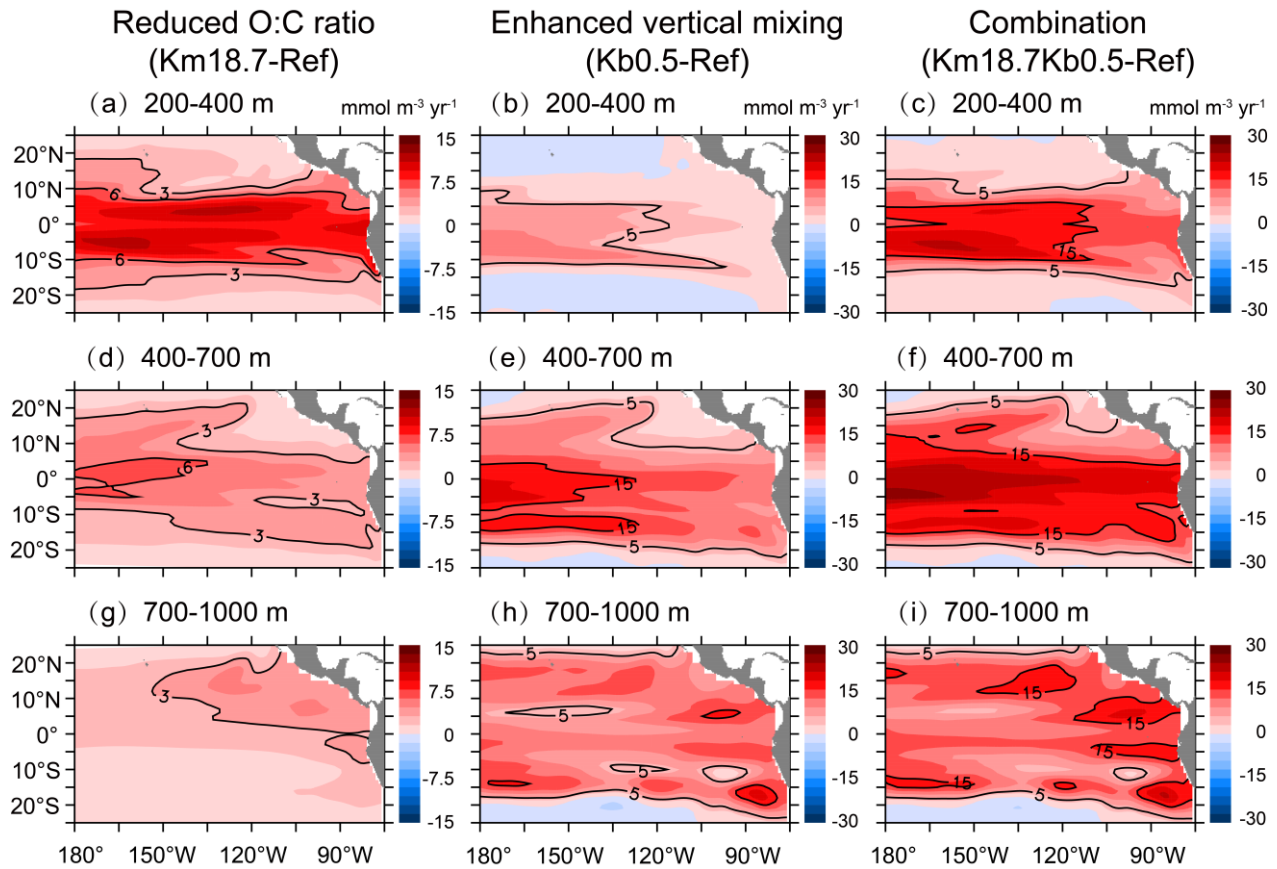 Reduced O:C ratio
(Km18.7-Ref)
Enhanced vertical mixing
(Kb0.5-Ref)
Combination
(Km18.7Kb0.5-Ref)
(a) 200-400 m
mmol m⁻³ yr⁻¹
(b) 200-400 m
(c) 200-400 m
mmol m⁻³ yr⁻¹
mmol m⁻³ yr⁻¹
20°N
10°N
0°
10°S
20°S
3
6
6
3
15
7.5
0
-7.5
-15
5
30
15
0
-15
-30
5
15
5
30
15
0
-15
-30
(d) 400-700 m
(e) 400-700 m
(f) 400-700 m
20°N
10°N
0°
10°S
20°S
3
6
3
3
15
7.5
0
-7.5
-15
5
15
15
5
30
15
0
-15
-30
5
15
15
5
30
15
0
-15
-30
(g) 700-1000 m
(h) 700-1000 m
(i) 700-1000 m
20°N
10°N
0°
10°S
20°S
3
15
7.5
0
-7.5
-15
5
5
5
5
30
15
0
-15
-30
5
15
15
15
15
5
30
15
0
-15
-30
180° 150°W 120°W 90°W
180° 150°W 120°W 90°W
180° 150°W 120°W 90°W